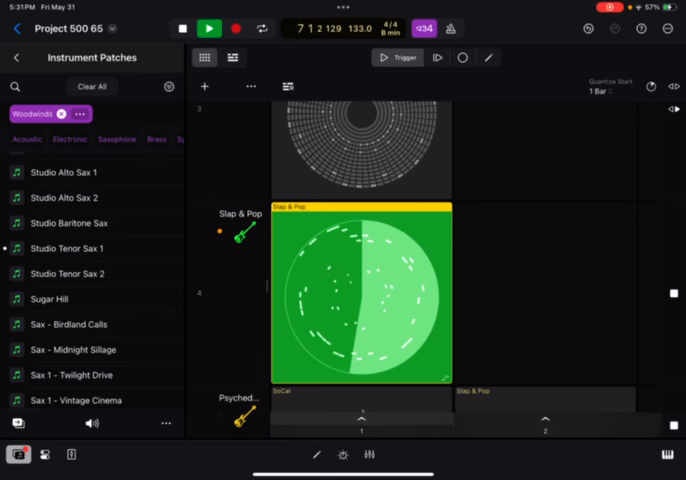 5:31PM Fri May 31
57%
Project 500 65
7 1 2 129 133.0 4/4 B min
1234
Instrument Patches
Trigger
Clear All
Quantize Start
1 Bar
Woodwinds
Acoustic Electronic Saxophone Brass Sy
3
Studio Alto Sax 1
Studio Alto Sax 2
Studio Baritone Sax
Studio Tenor Sax 1
Studio Tenor Sax 2
Sugar Hill
Sax - Birdland Calls
Sax - Midnight Sillage
Sax 1 - Twilight Drive
Sax 1 - Vintage Cinema
Slap & Pop
Slap & Pop
4
Psyched...
SoCal
Slap & Pop
1
2